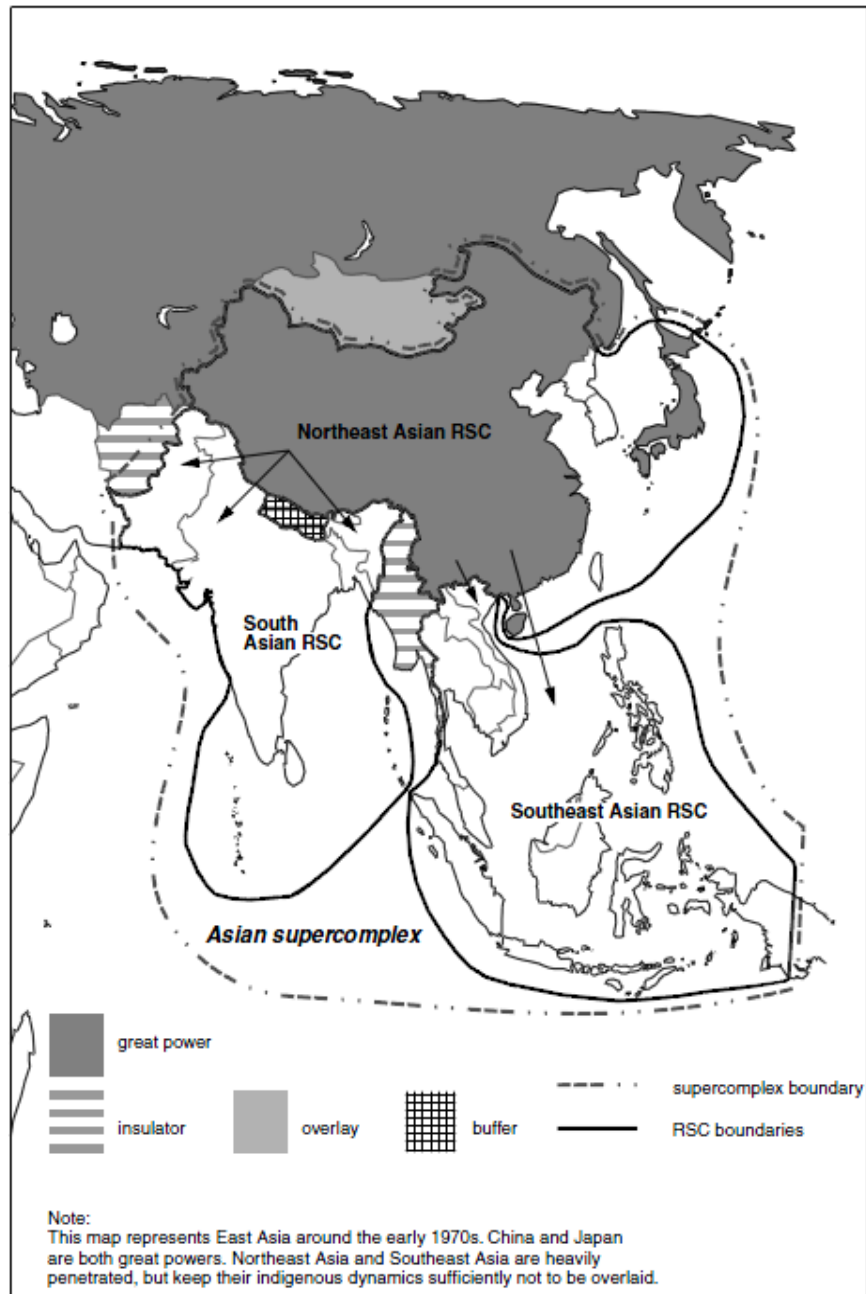 Northeast Asian RSC
South
Asian RSC
Southeast Asian RSC
Asian supercomplex
great power
insulator
overlay
buffer
supercomplex boundary
RSC boundaries
Note:
This map represents East Asia around the early 1970s. China and Japan
are both great powers. Northeast Asia and Southeast Asia are heavily
penetrated, but keep their indigenous dynamics sufficiently not to be overlaid.